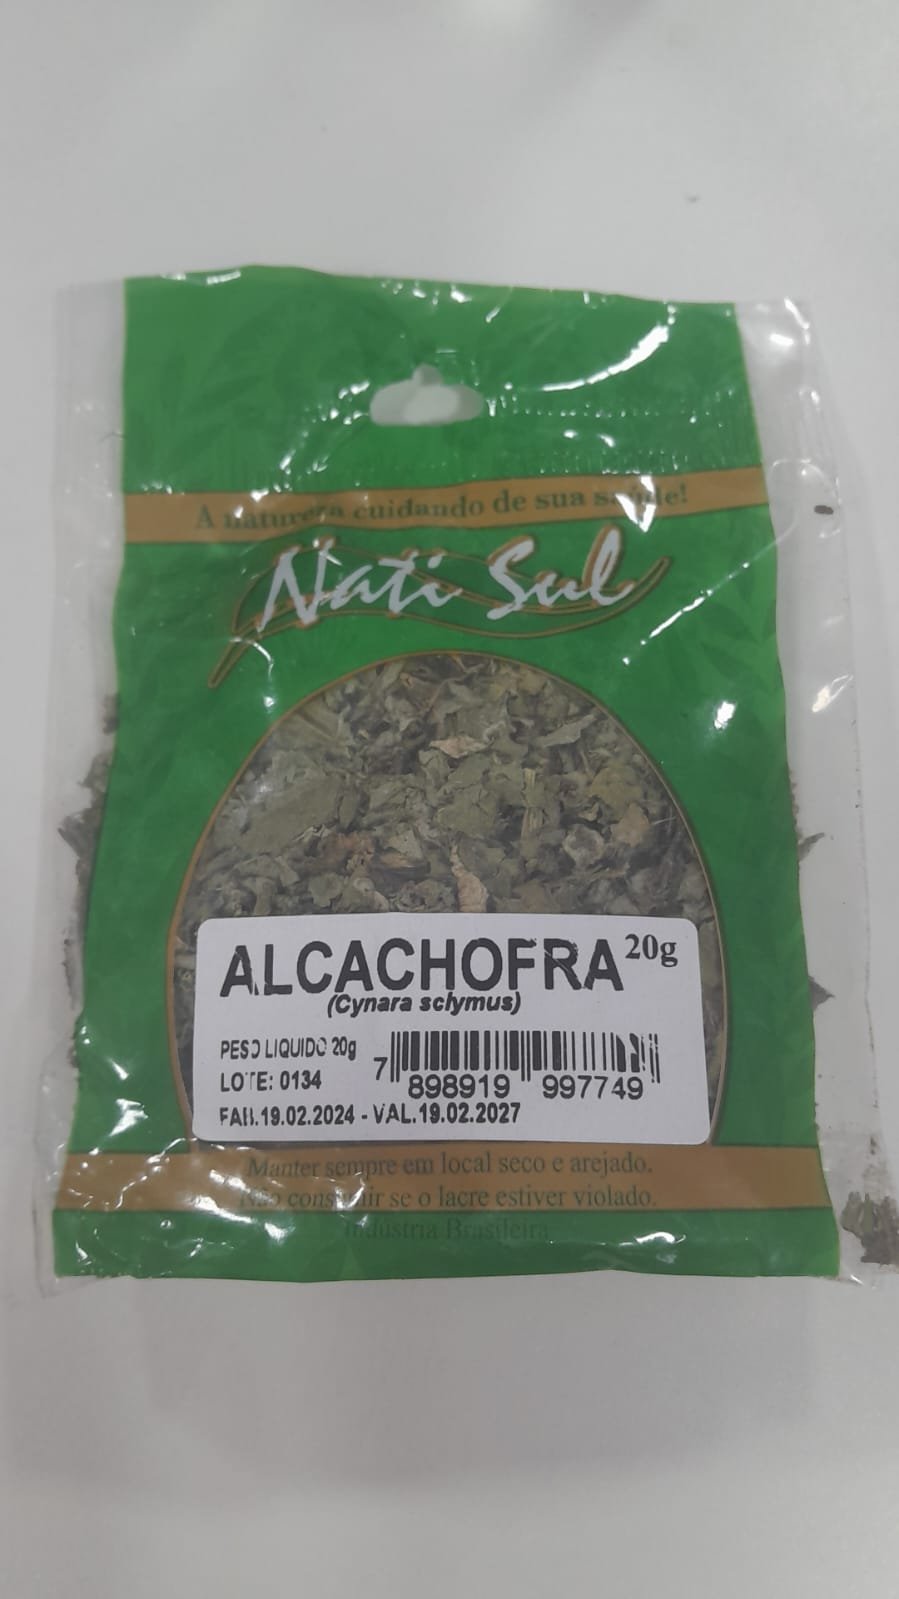 A natureza cuidando de sua saúde!
Nati Sul
ALCACHOFRA 20g
(Cynara sclymus)
PESO LIQUIDO 20g
LOTE: 0134
7 898919 997749
FAB.19.02.2024 - VAL.19.02.2027
Manter sempre em local seco e arejado.
Não consumir se o lacre estiver violado.
Indústria Brasileira